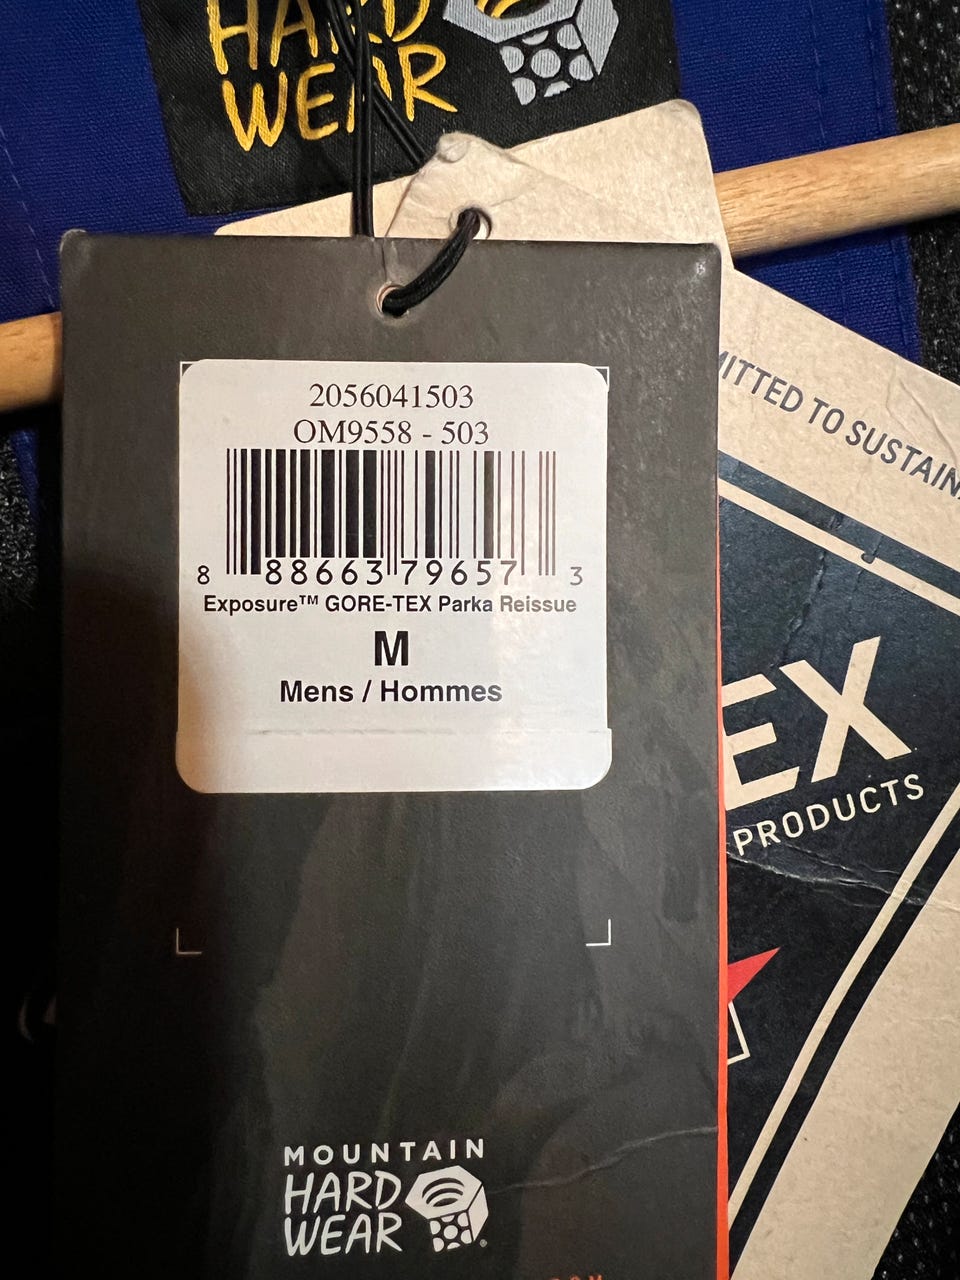 HARD
WEAR
2056041503
OM9558 - 503
8 88663 79657 3
Exposure™ GORE-TEX Parka Reissue
M
Mens / Hommes
MITTED TO SUSTAIN
EX
PRODUCTS
MOUNTAIN
HARD
WEAR